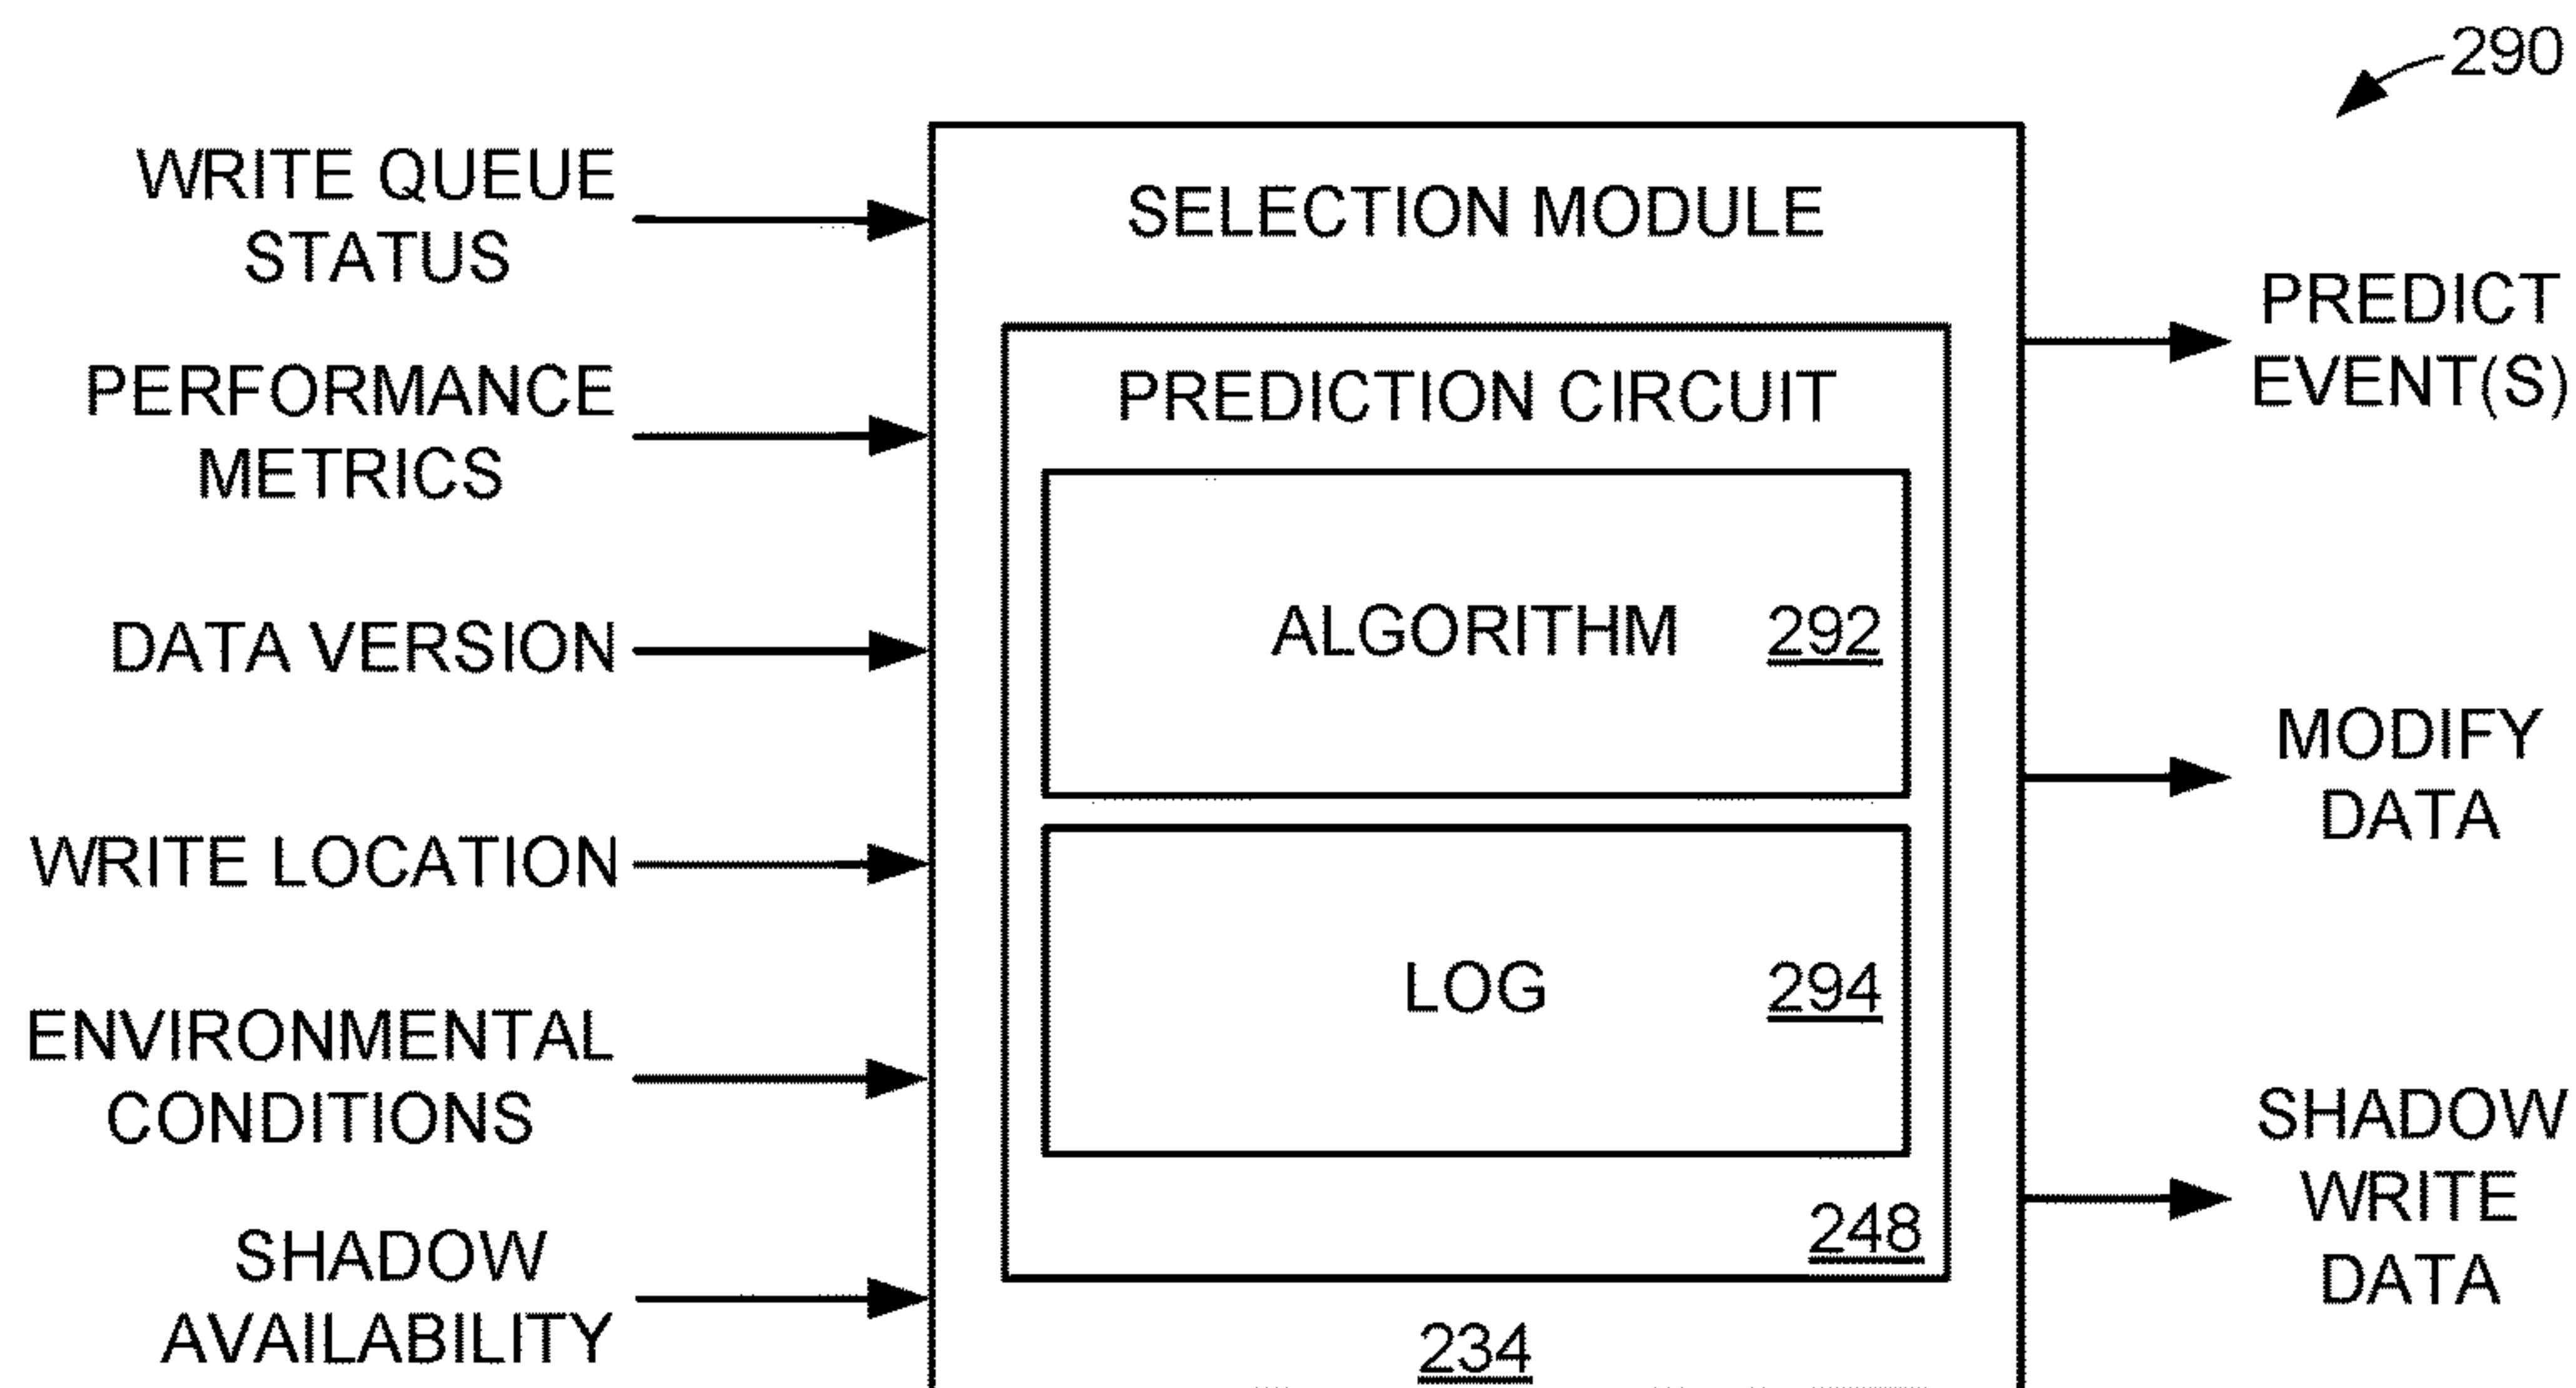 290
WRITE QUEUE
STATUS
PERFORMANCE
METRICS
DATA VERSION
WRITE LOCATION
ENVIRONMENTAL
CONDITIONS
SHADOW
AVAILABILITY
SELECTION MODULE
PREDICTION CIRCUIT
ALGORITHM 292
LOG 294
248
234
PREDICT
EVENT(S)
MODIFY
DATA
SHADOW
WRITE
DATA